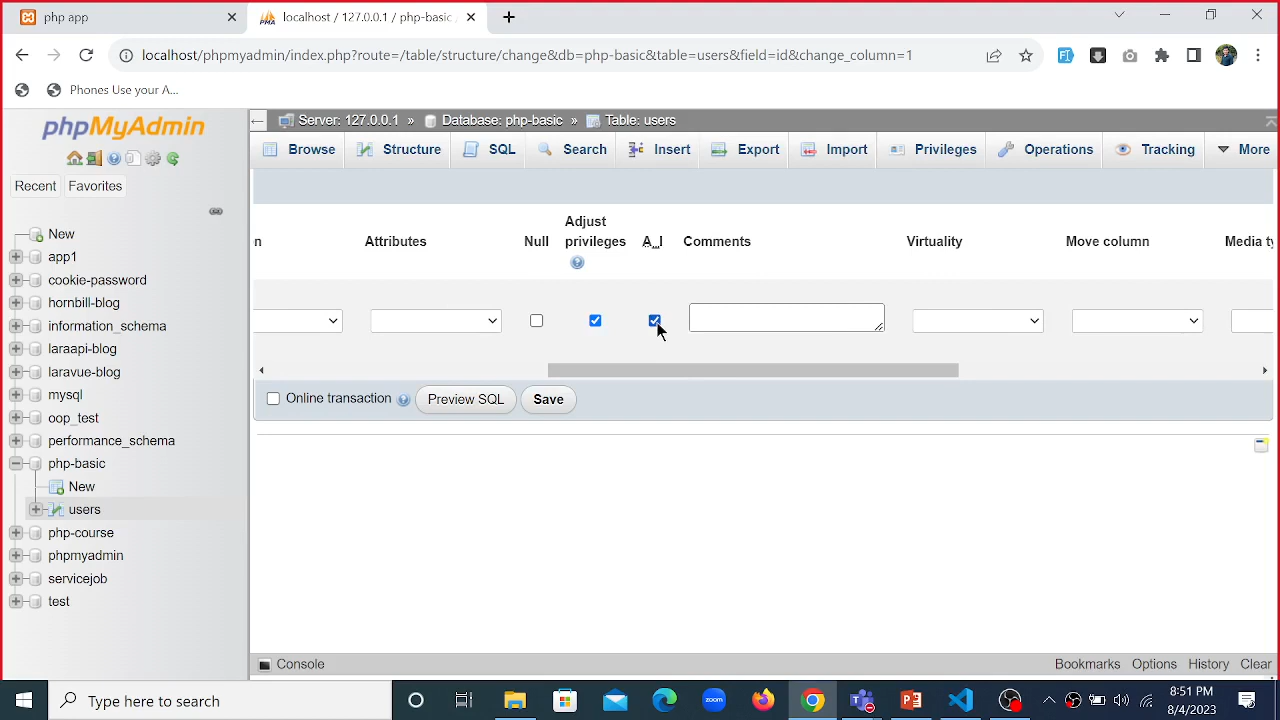 php app
localhost / 127.0.0.1 / php-basic
localhost/phpmyadmin/index.php?route=/table/structure/change&db=php-basic&table=users&field=id&change_column=1
Phones Use your A...
phpMyAdmin
Recent
Favorites
New
app1
cookie-password
hornbill-blog
information_schema
laraapi-blog
laravue-blog
mysql
oop_test
performance_schema
php-basic
New
users
php-course
phpmyadmin
servicejob
test
Server: 127.0.0.1 » Database: php-basic » Table: users
Browse Structure SQL Search Insert Export Import Privileges Operations Tracking More
n Attributes Null Adjust privileges A_I Comments Virtuality Move column Media ty
Online transaction Preview SQL Save
Console Bookmarks Options History Clear
Type here to search
8:51 PM
8/4/2023